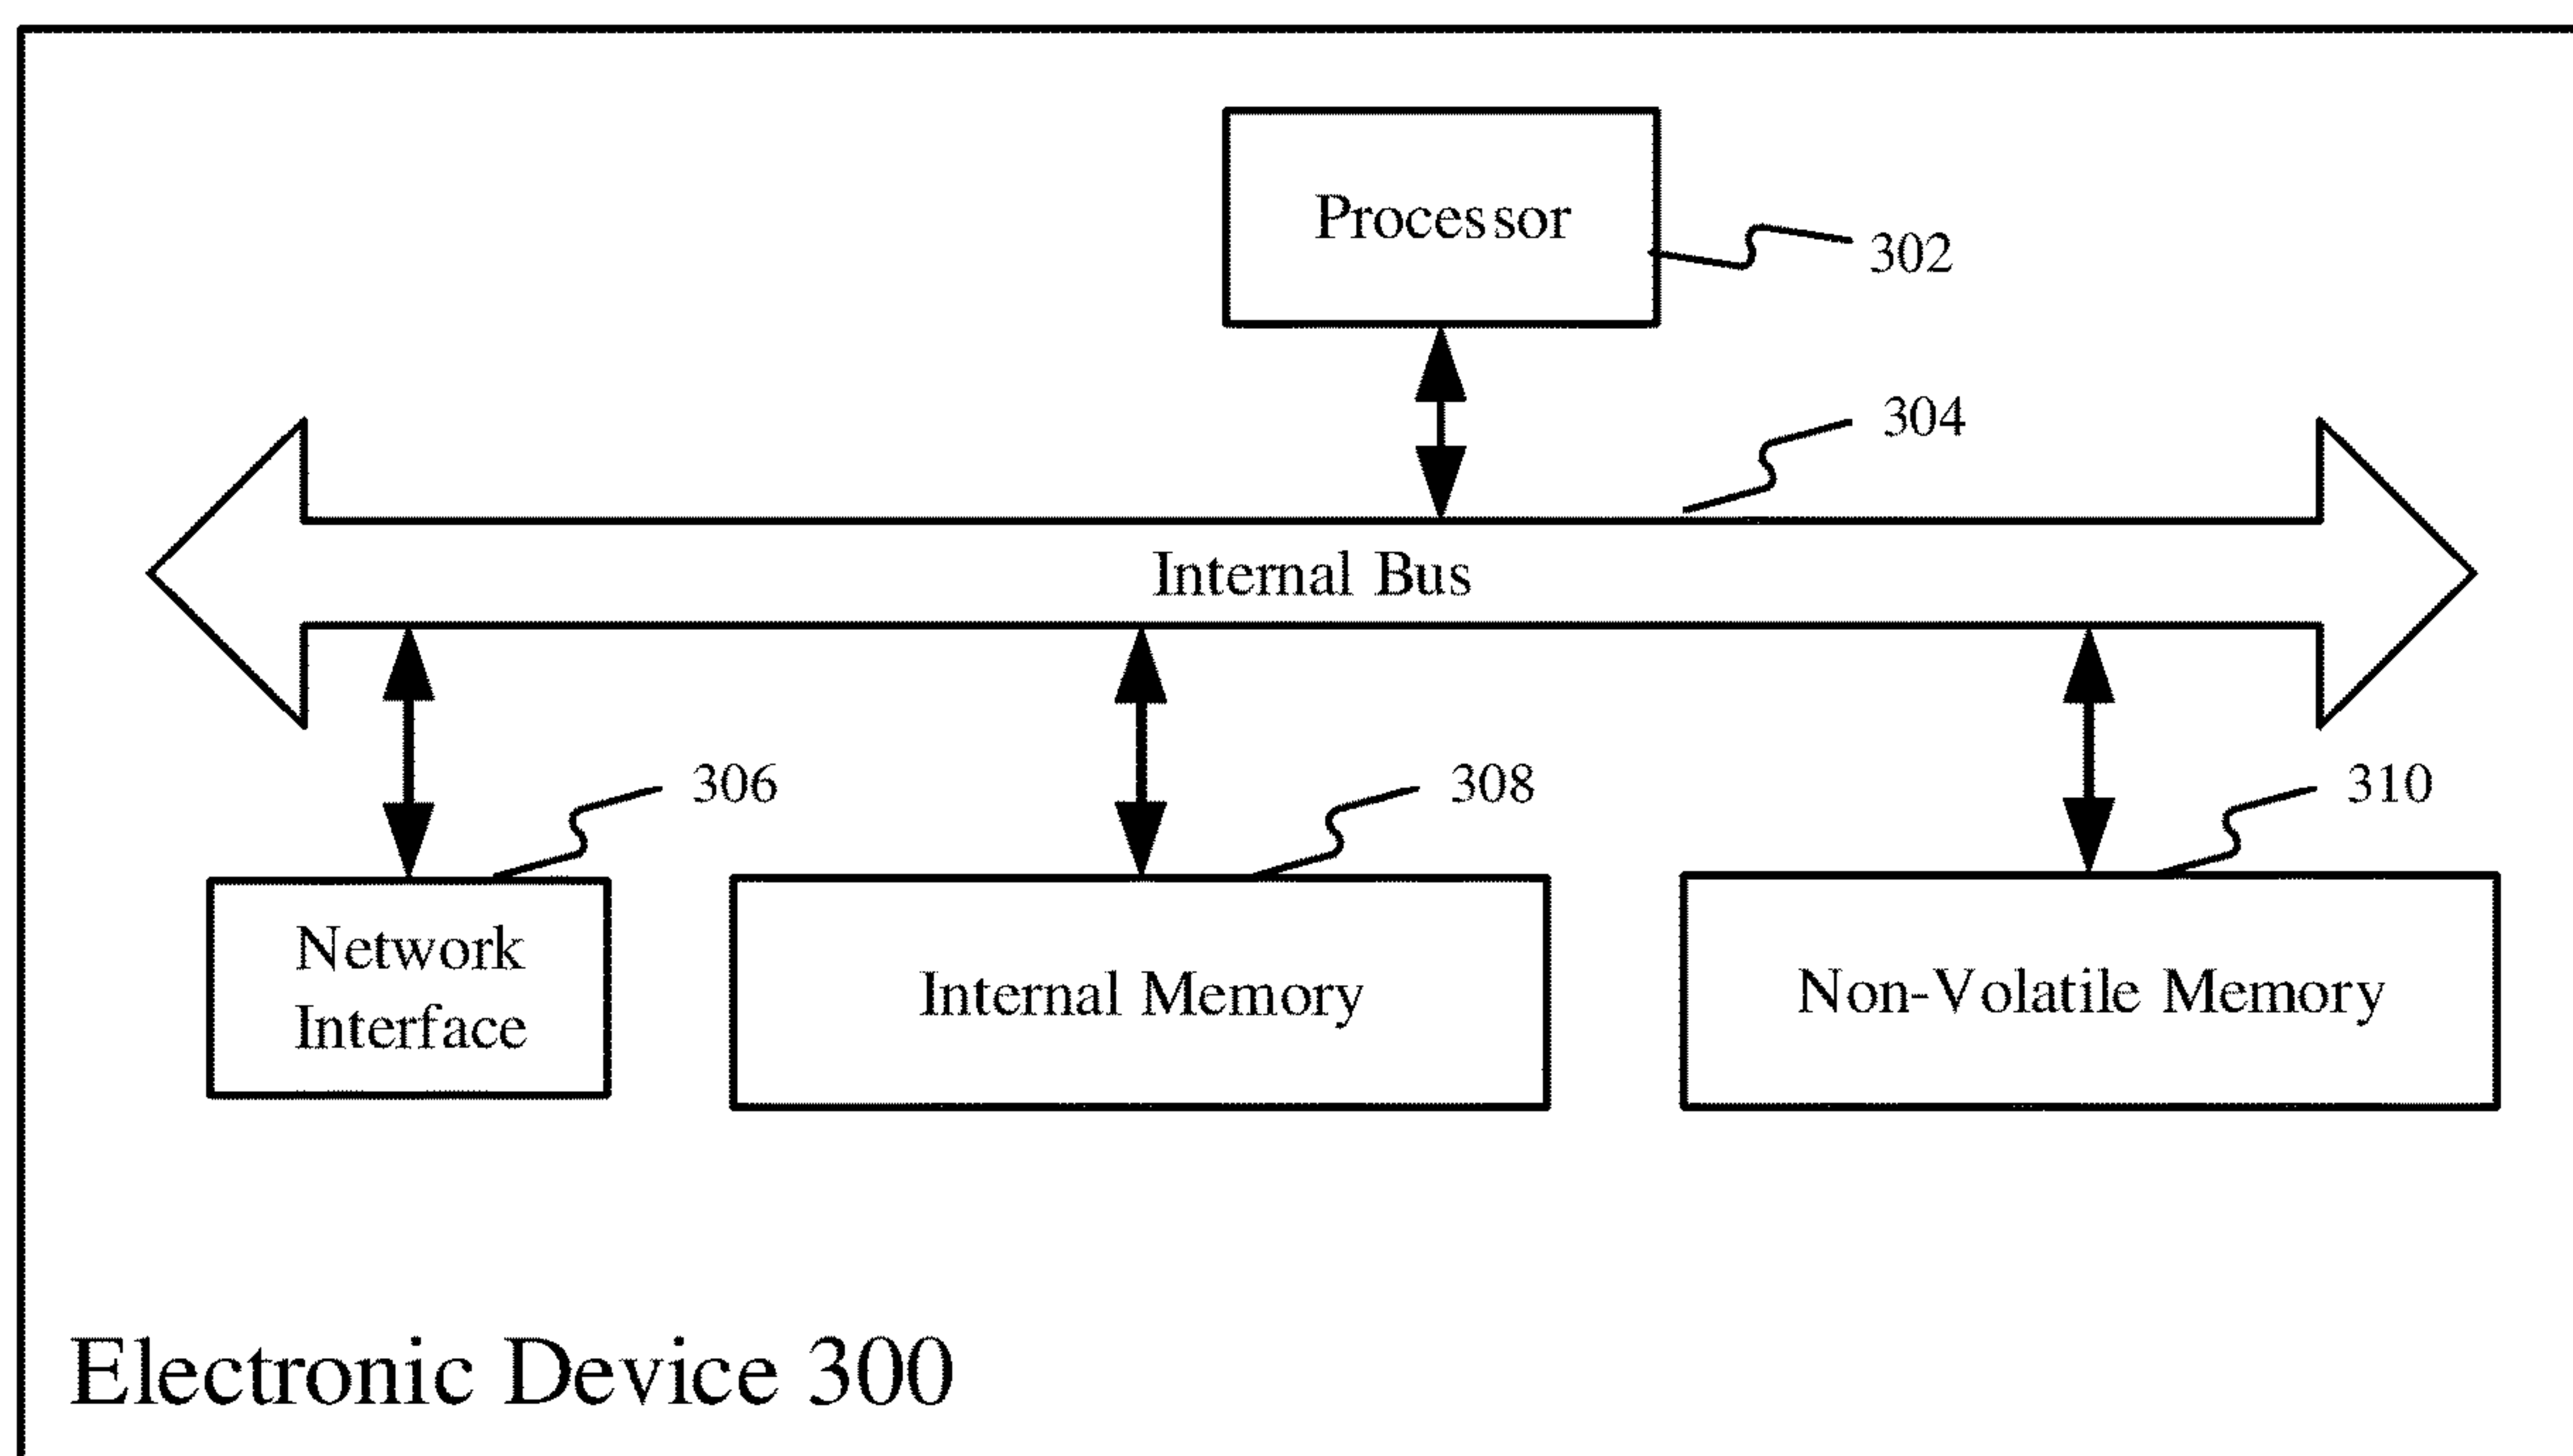 Processor
302
304
Internal Bus
306
308
310
Network
Interface
Internal Memory
Non-Volatile Memory
Electronic Device 300